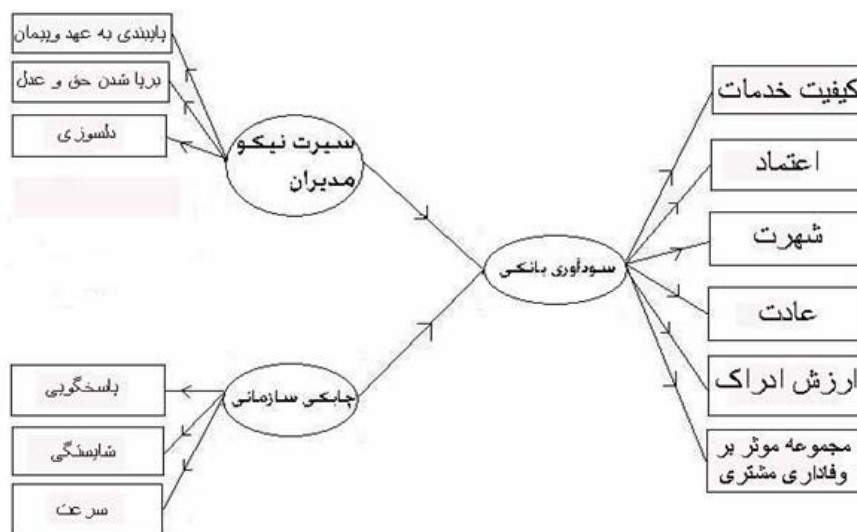 پایبندی به عهد وپیمان
برپا شدن حق و عدل
دلسوزی
سیرت نیکو
مدیران
کیفیت خدمات
اعتماد
شهرت
عادت
ارزش ادراک
مجموعه موثر بر
وفاداری مشتری
سودآوری بانکی
چابکی سازمانی
پاسخگویی
شایستگی
سرعت